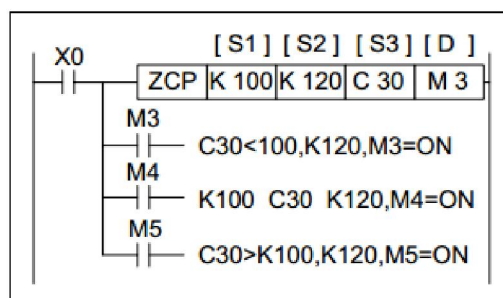 [ S1 ] [ S2 ] [ S3 ] [ D ]
X0
ZCP K 100 K 120 C 30 M 3
M3
C30<100,K120,M3=ON
M4
K100 C30 K120,M4=ON
M5
C30>K100,K120,M5=ON